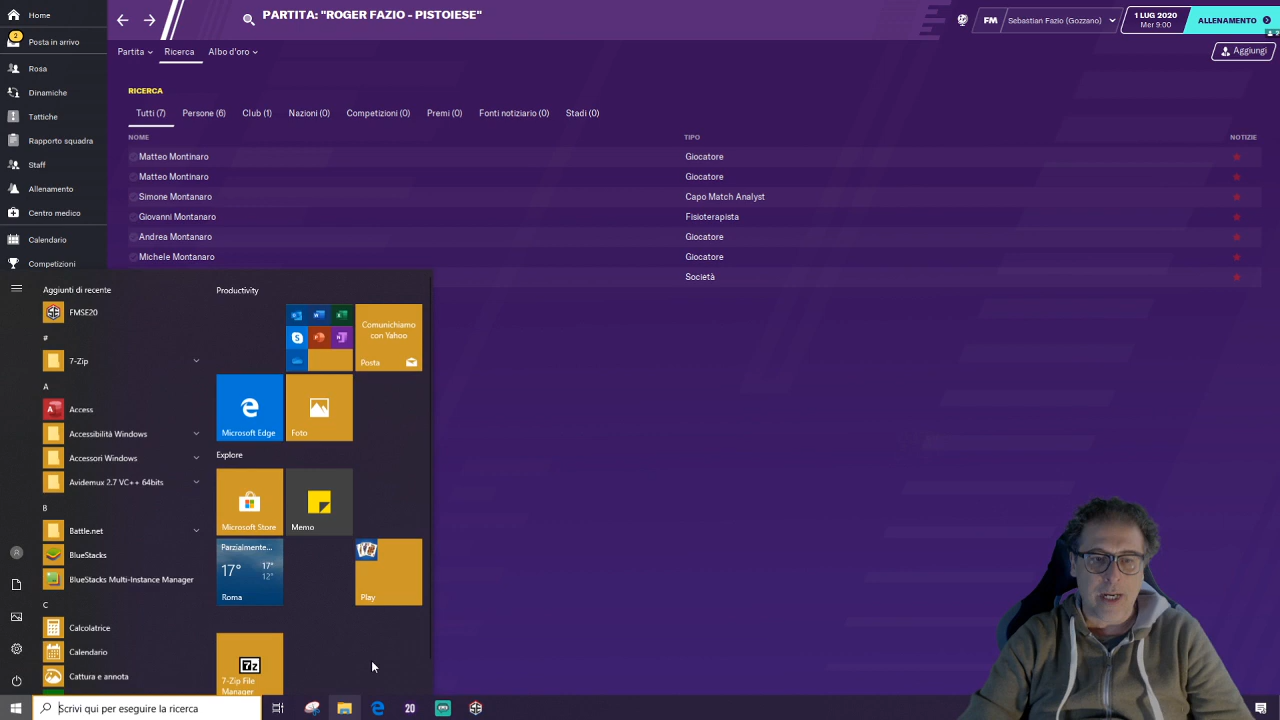 Home
PARTITA: "ROGER FAZIO - PISTOIESE"
FM
Sebastian Fazio (Gozzano)
1 LUG 2020
Mer 9:00
ALLENAMENTO
2
2
Posta in arrivo
Partita
Ricerca
Albo d'oro
Aggiungi
Rosa
Dinamiche
Tattiche
Rapporto squadra
Staff
Allenamento
Centro medico
Calendario
Competizioni
RICERCA
Tutti (7)
Persone (6)
Club (1)
Nazioni (0)
Competizioni (0)
Premi (0)
Fonti notiziario (0)
Stadi (0)
NOME
TIPO
NOTIZIE
Matteo Montinaro
Giocatore
Matteo Montinaro
Giocatore
Simone Montanaro
Capo Match Analyst
Giovanni Montanaro
Fisioterapista
Andrea Montanaro
Giocatore
Michele Montanaro
Giocatore
Società
Aggiunti di recente
FMSE20
#
7-Zip
A
Access
Accessibilità Windows
Accessori Windows
Avidemux 2.7 VC++ 64bits
B
Battle.net
BlueStacks
BlueStacks Multi-Instance Manager
C
Calcolatrice
Calendario
Cattura e annota
Productivity
Comunichiamo
con Yahoo
Posta
Microsoft Edge
Foto
Explore
Microsoft Store
Memo
Parzialmente...
17°
17°
12°
Roma
Play
7z
7-Zip File
Manager
Scrivi qui per eseguire la ricerca
20